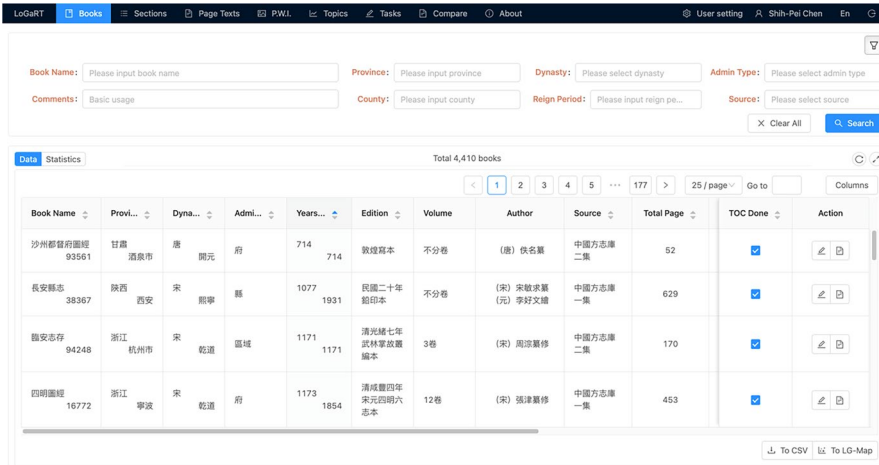 LoGaRT Books Sections Page Texts P.W.I. Topics Tasks Pickup About User setting Shih-Pei Chen En
Book Name: Please input book name Province: Please input province Dynasty: Please select dynasty Admin Type: Please select admin type
Comments: Basic usage County: Please input county Reign Period: Please input reign pe... Source: Please select source
Clear All Search
Data Statistics Total 4,410 books
1 2 3 4 5 ••• 177 25 / page Go to Columns
Book Name Provi... Dyna... Admi... Years... Edition Volume Author Source Total Page TOC Done Action
沙州都督府圖經 甘肅 唐 714 中國方志庫
府 敦煌寫本 不分卷 （唐）佚名纂 52
93561 酒泉市 開元 714 二集
長安縣志 陝西 宋 1077 民國二十年 （宋）宋敏求纂 中國方志庫
縣 不分卷 629
38367 西安 熙寧 1931 鉛印本 （元）李好文繪 一集
清光緒七年
臨安志存 浙江 宋 1171 中國方志庫
區域 武林掌故叢 3卷 （宋）周淙纂修 170
94248 杭州市 乾道 1171 二集
編本
清咸豐四年
四明圖經 浙江 宋 1173 中國方志庫
府 宋元四明六 12卷 （宋）張津纂修 453
16772 寧波 乾道 1854 一集
志本
To CSV To LG-Map